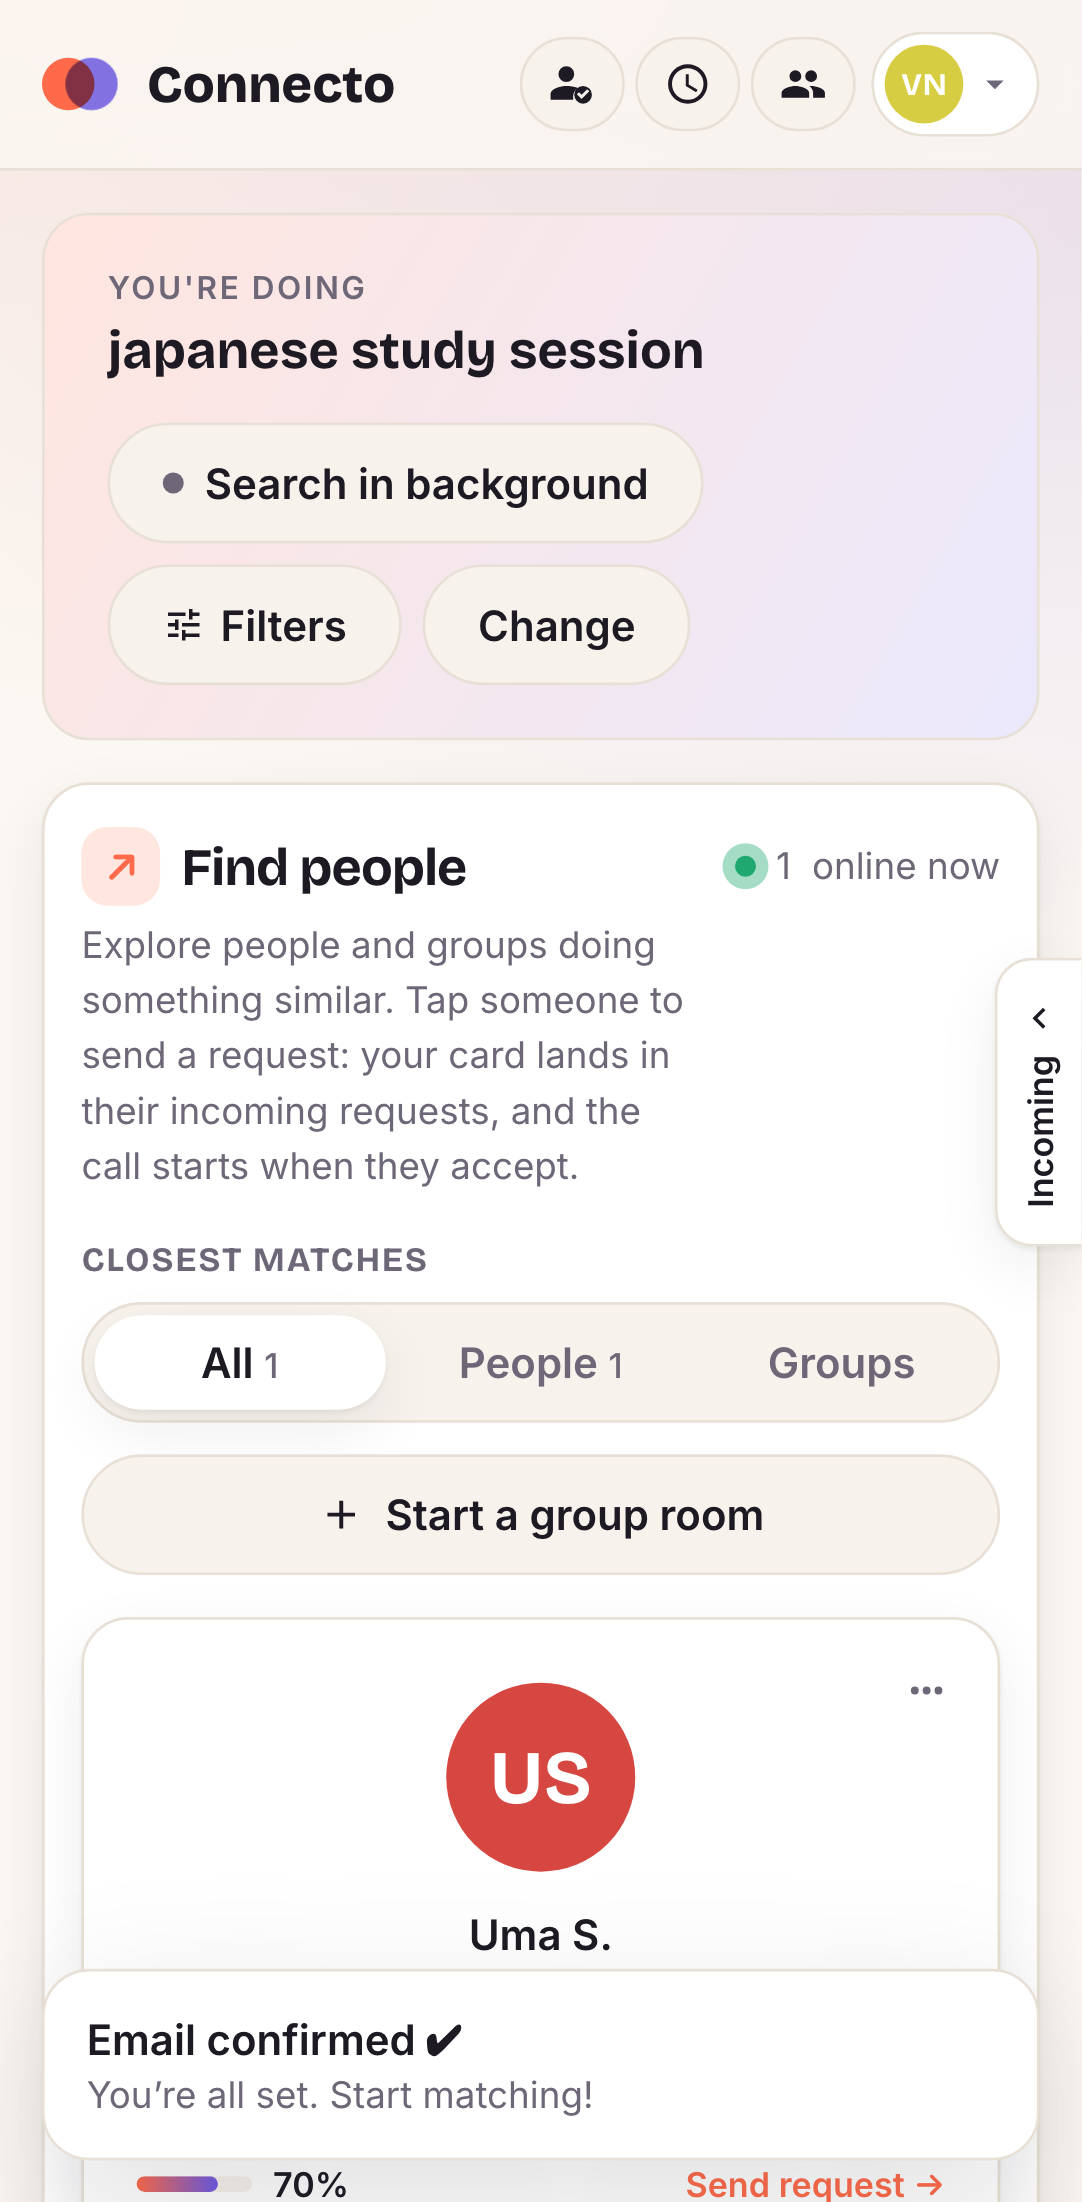 Connecto
VN
YOU'RE DOING
japanese study session
Search in background
Filters
Change
Find people
1 online now
Explore people and groups doing
something similar. Tap someone to
send a request: your card lands in
their incoming requests, and the
call starts when they accept.
Incoming
CLOSEST MATCHES
All 1
People 1
Groups
+ Start a group room
US
Uma S.
Email confirmed ✔
You’re all set. Start matching!
70%
Send request →